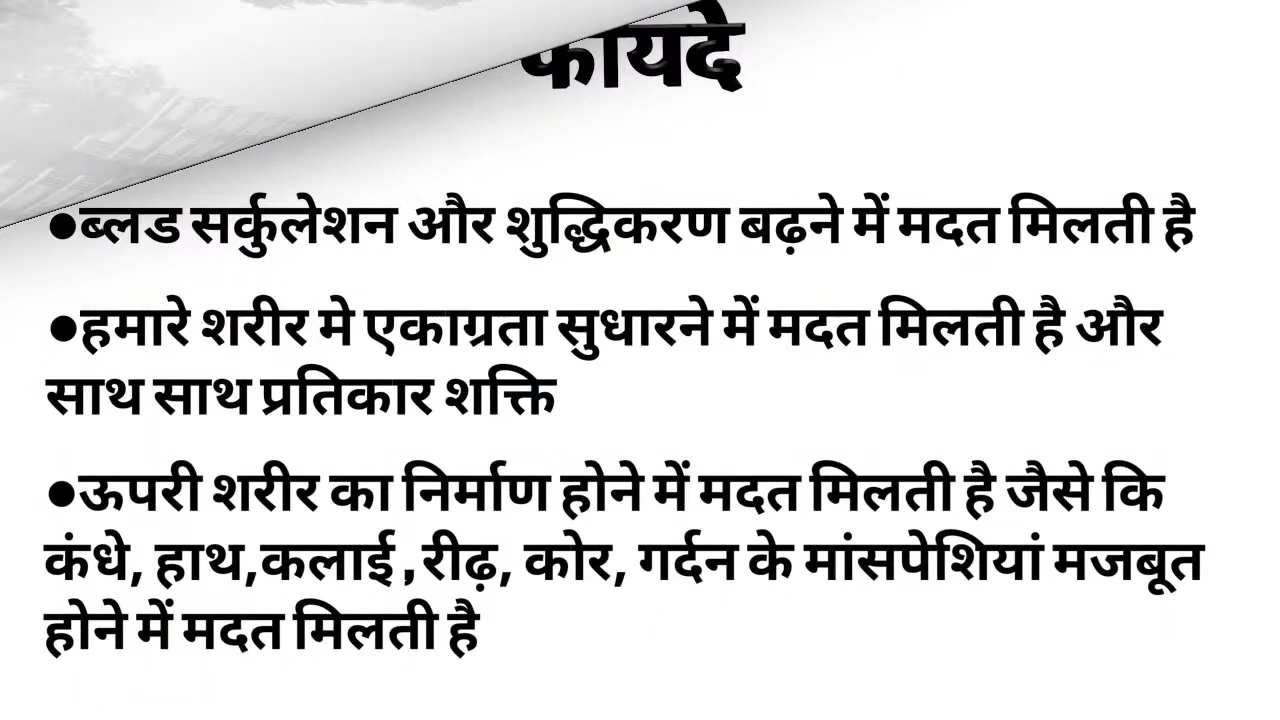 फायदे
●ब्लड सर्कुलेशन और शुद्धिकरण बढ़ने में मदत मिलती है
●हमारे शरीर मे एकाग्रता सुधारने में मदत मिलती है और
साथ साथ प्रतिकार शक्ति
●ऊपरी शरीर का निर्माण होने में मदत मिलती है जैसे कि
कंधे, हाथ,कलाई ,रीढ़, कोर, गर्दन के मांसपेशियां मजबूत
होने में मदत मिलती है